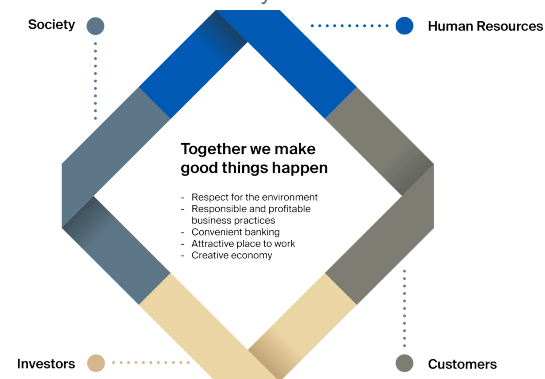 Society
Human Resources
Together we make
good things happen
- Respect for the environment
- Responsible and profitable
business practices
- Convenient banking
- Attractive place to work
- Creative economy
Investors
Customers